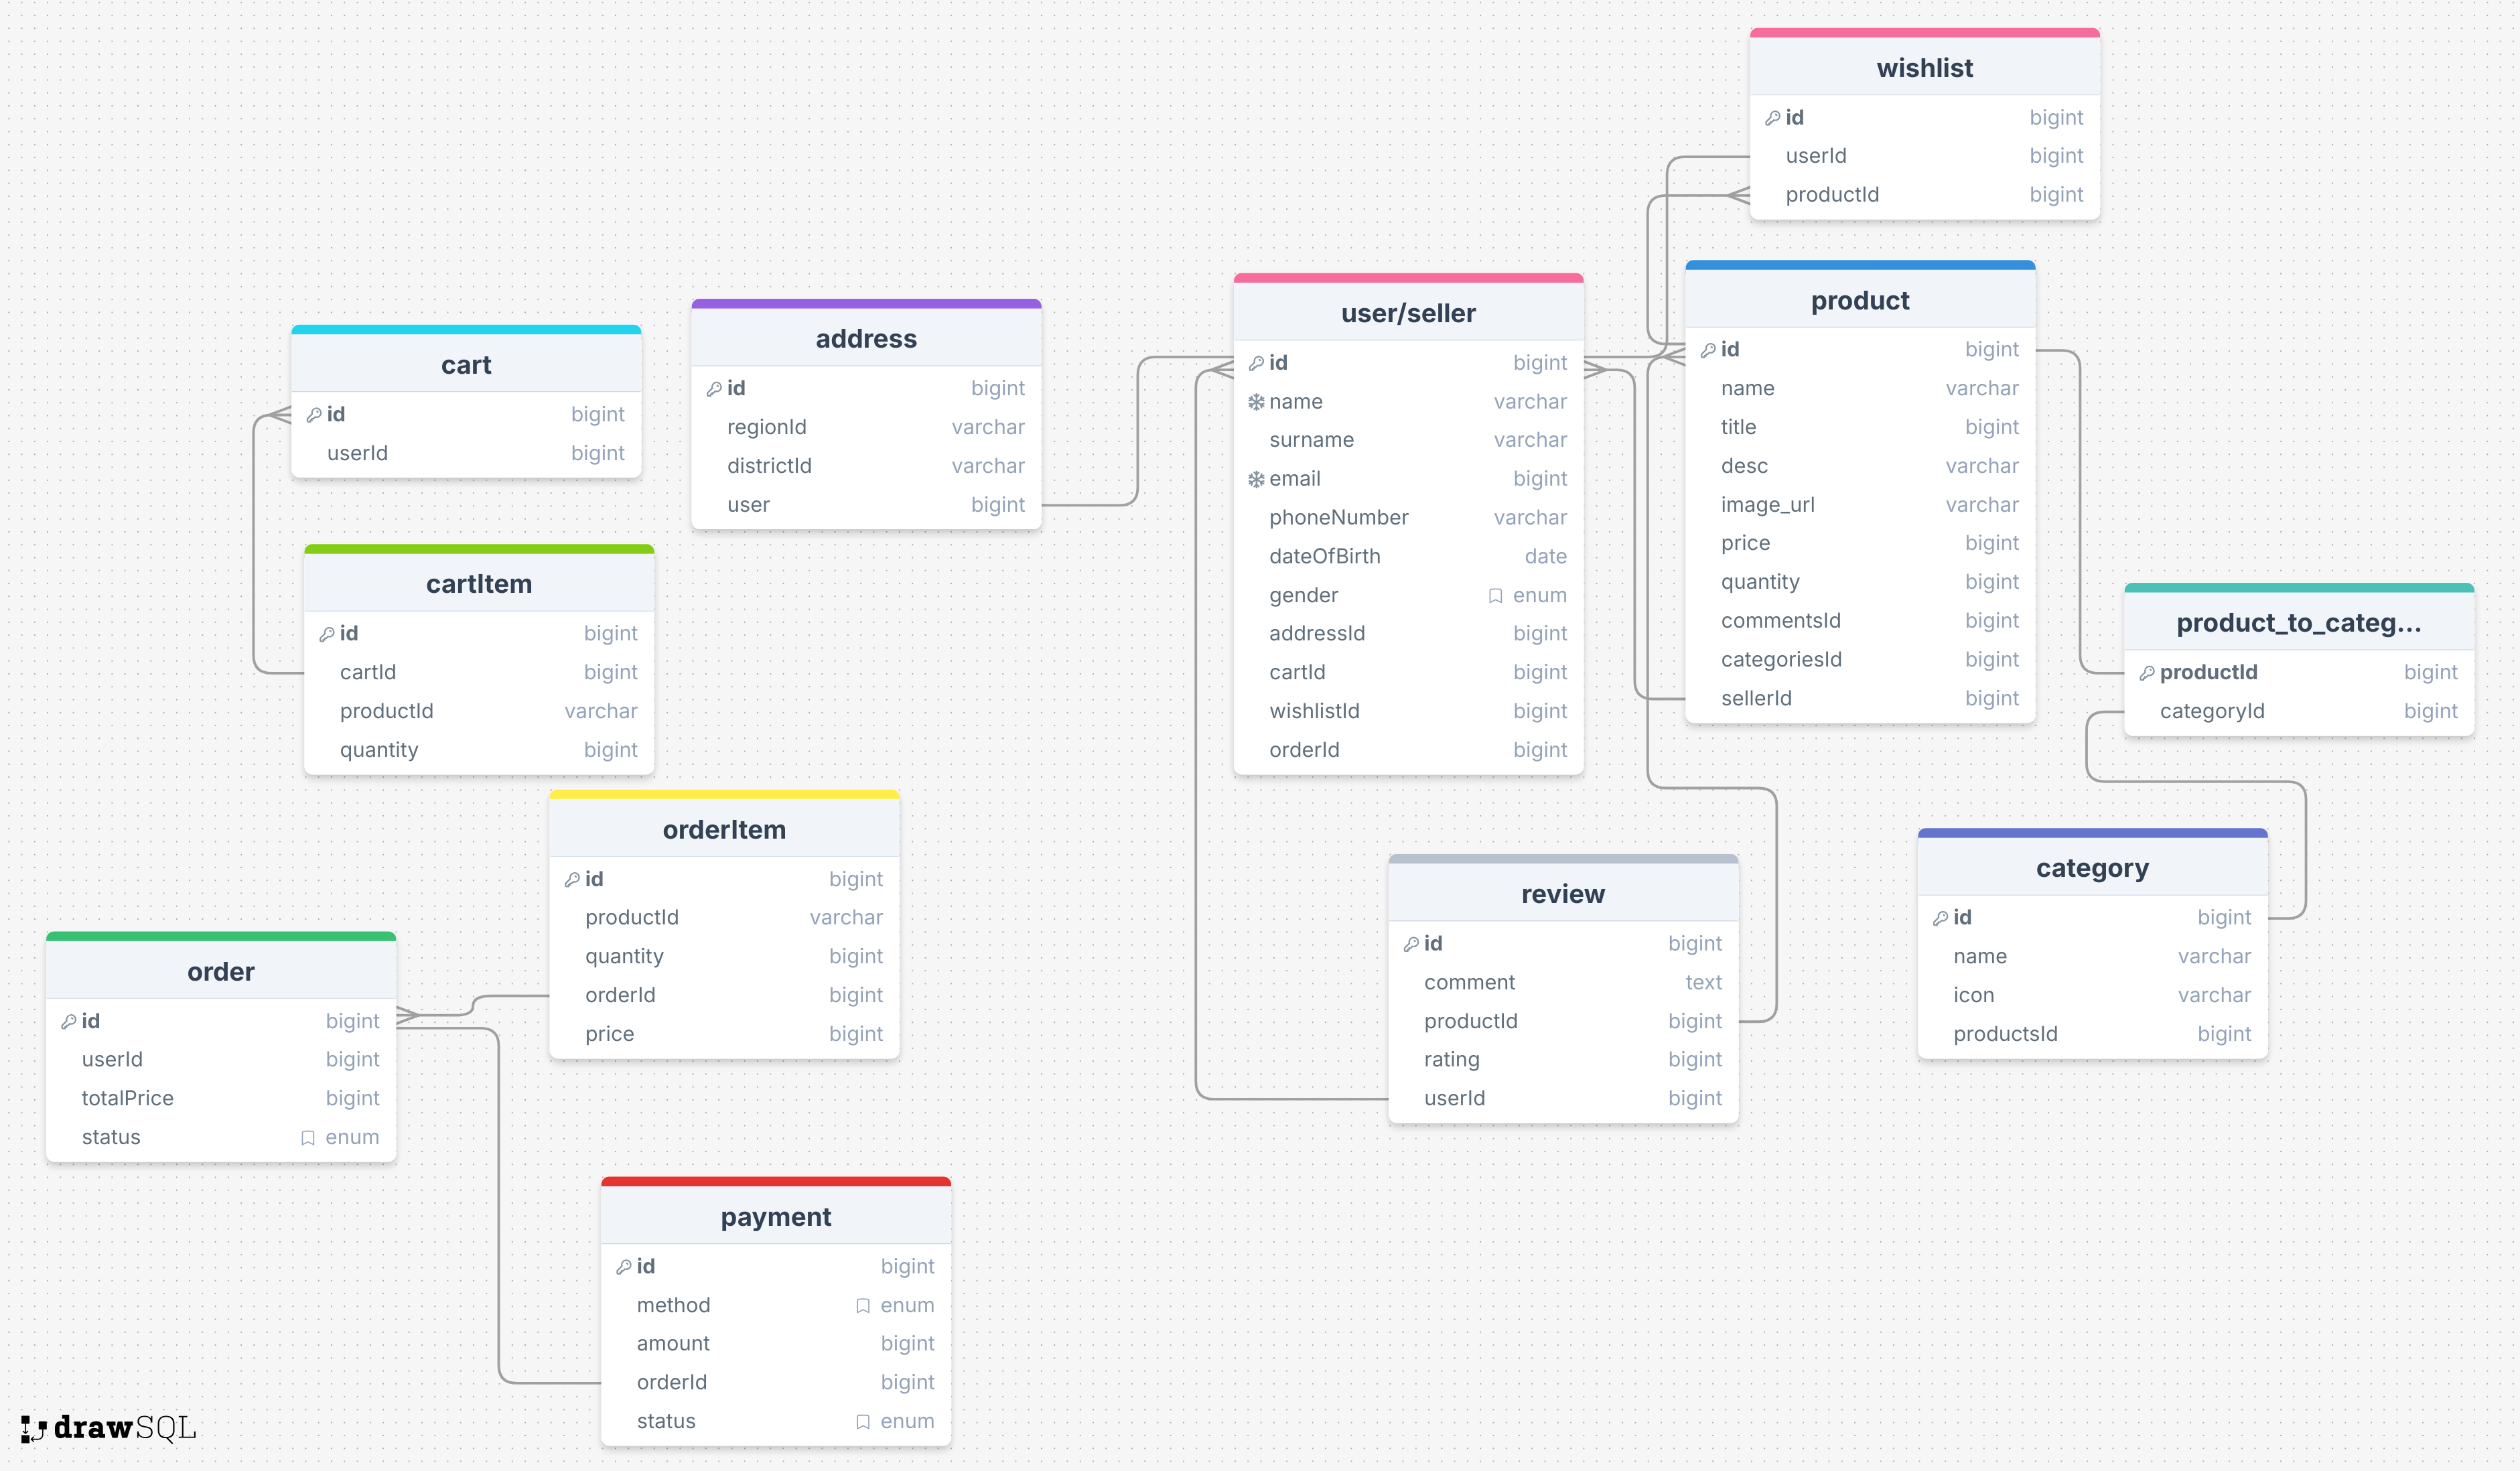 wishlist
id bigint
userId bigint
productId bigint
user/seller
id bigint
name varchar
surname varchar
email bigint
phoneNumber varchar
dateOfBirth date
gender enum
addressId bigint
cartId bigint
wishlistId bigint
orderId bigint
product
id bigint
name varchar
title bigint
desc varchar
image_url varchar
price bigint
quantity bigint
commentsId bigint
categoriesId bigint
sellerId bigint
address
id bigint
regionId varchar
districtId varchar
user bigint
cart
id bigint
userId bigint
cartItem
id bigint
cartId bigint
productId varchar
quantity bigint
product_to_categ...
productId bigint
categoryId bigint
orderItem
id bigint
productId varchar
quantity bigint
orderId bigint
price bigint
review
id bigint
comment text
productId bigint
rating bigint
userId bigint
category
id bigint
name varchar
icon varchar
productsId bigint
order
id bigint
userId bigint
totalPrice bigint
status enum
payment
id bigint
method enum
amount bigint
orderId bigint
status enum
drawSQL